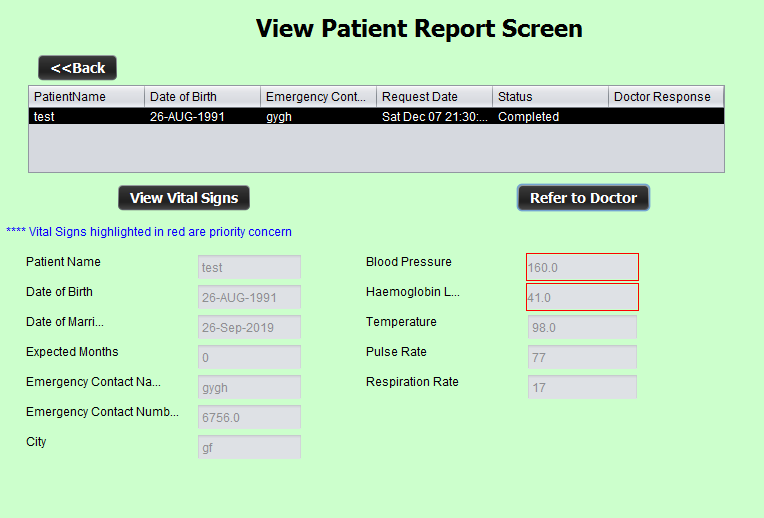 View Patient Report Screen
<<Back
PatientName Date of Birth Emergency Cont... Request Date Status Doctor Response
test 26-AUG-1991 gygh Sat Dec 07 21:30:... Completed
View Vital Signs Refer to Doctor
**** Vital Signs highlighted in red are priority concern
Patient Name test Blood Pressure 160.0
Date of Birth 26-AUG-1991 Haemoglobin L... 41.0
Date of Marri... 26-Sep-2019 Temperature 98.0
Expected Months 0 Pulse Rate 77
Emergency Contact Na... gygh Respiration Rate 17
Emergency Contact Numb... 6756.0
City gf